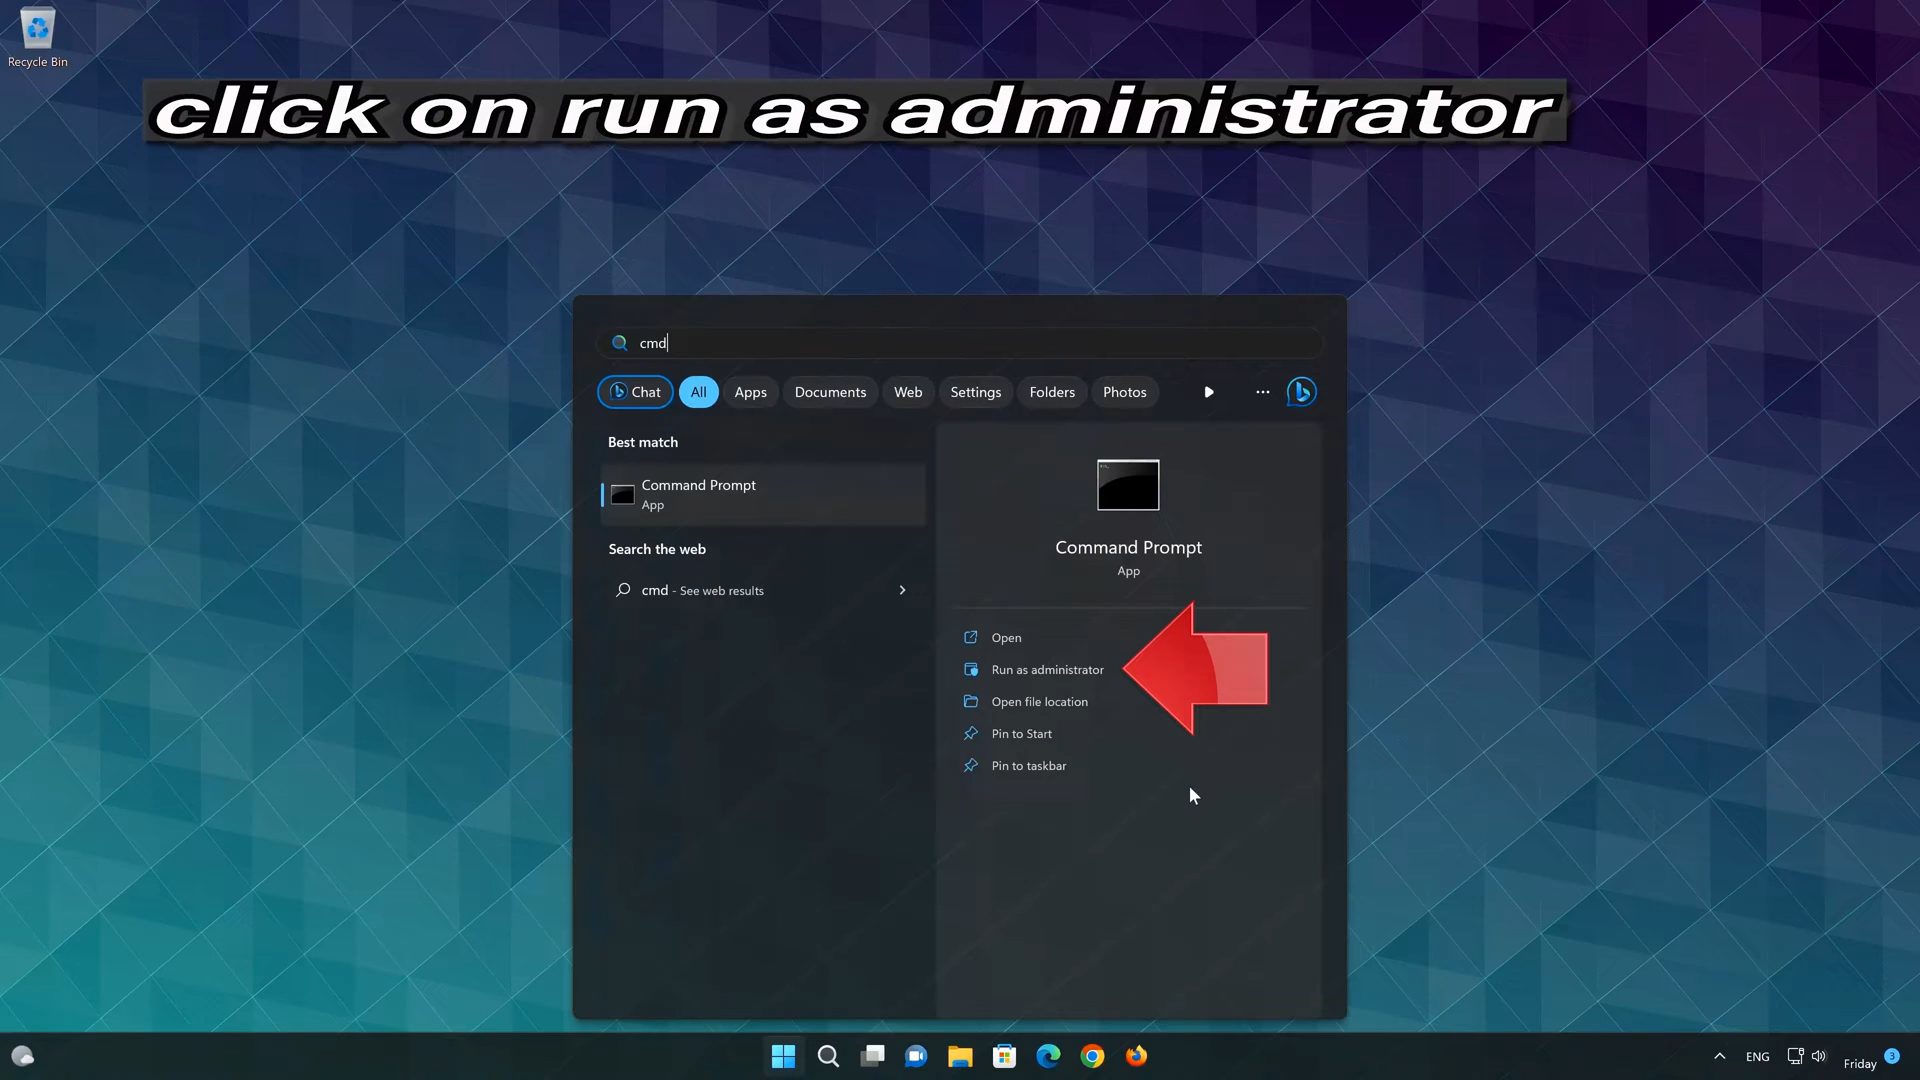 Recycle Bin
click on run as administrator
cmd
Chat All Apps Documents Web Settings Folders Photos
Best match
Command Prompt
App
Search the web
cmd - See web results
Command Prompt
App
Open
Run as administrator
Open file location
Pin to Start
Pin to taskbar
ENG
Friday
3